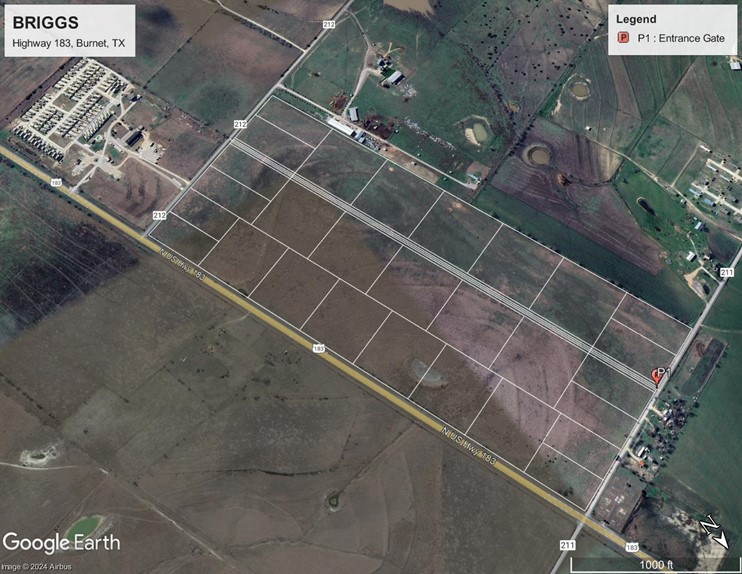 BRIGGS
Highway 183, Burnet, TX
Legend
P P1 : Entrance Gate
212
212
183
212
N US Hwy 183
211
P1
183
N US Hwy 183
N
Google Earth
211
183
1000 ft
Image © 2024 Airbus